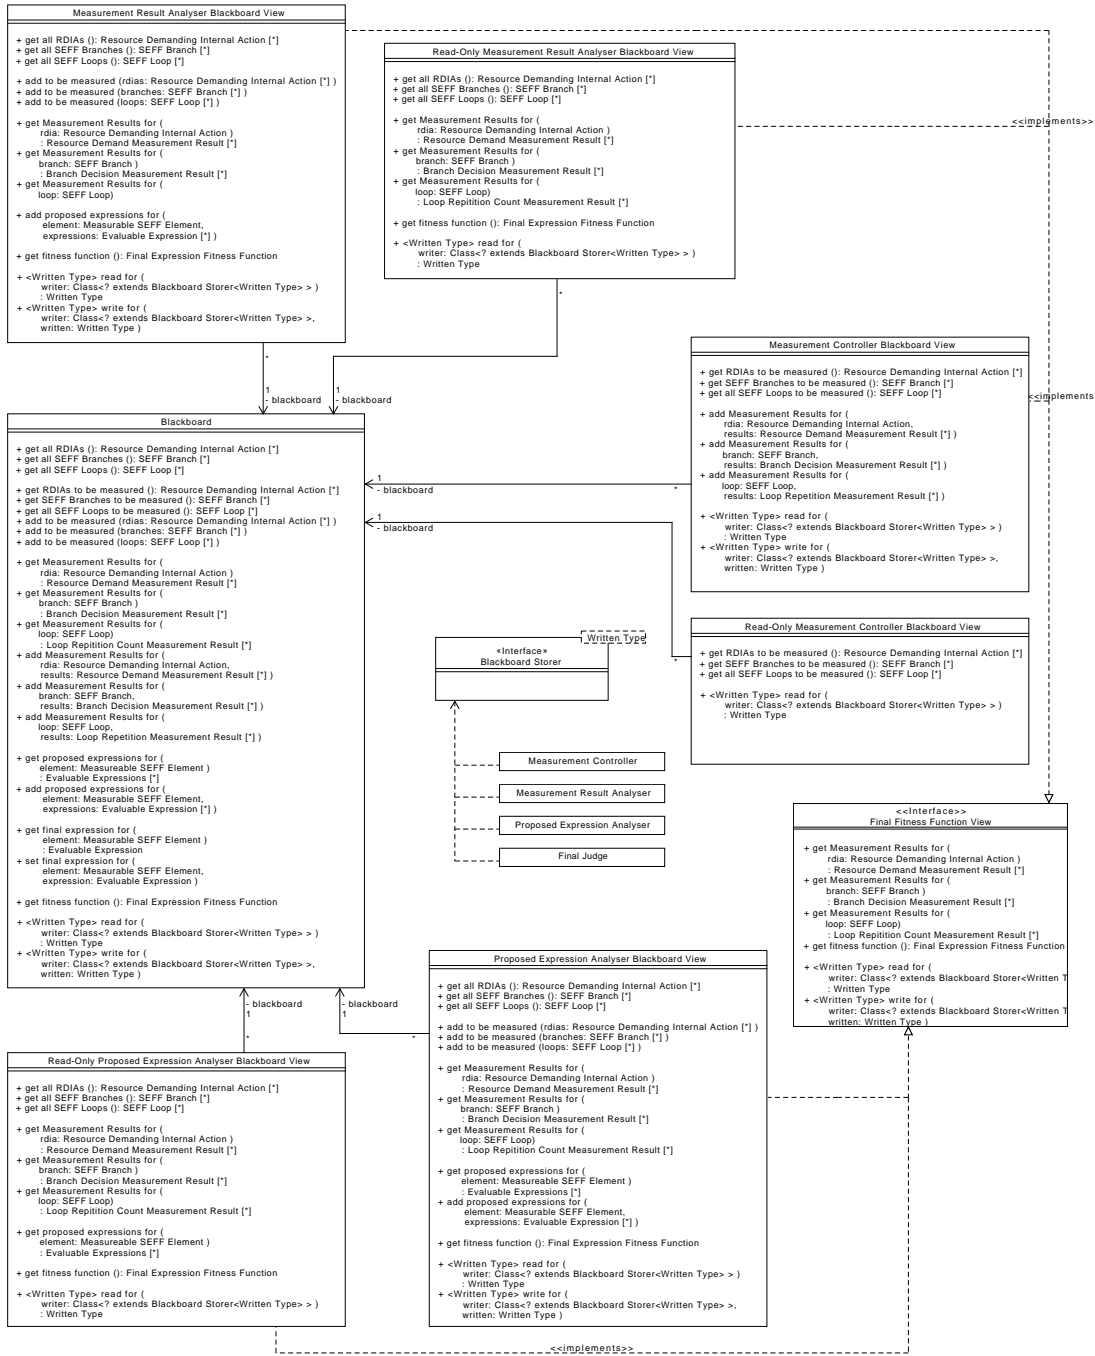 Measurement Result Analyser Blackboard View
+ get all RDIAs (): Resource Demanding Internal Action [*]
+ get all SEFF Branches (): SEFF Branch [*]
+ get all SEFF Loops (): SEFF Loop [*]
+ add to be measured (rdias: Resource Demanding Internal Action [*] )
+ add to be measured (branches: SEFF Branch [*] )
+ add to be measured (loops: SEFF Loop [*] )
+ get Measurement Results for (
rdia: Resource Demanding Internal Action )
: Resource Demand Measurement Result [*]
+ get Measurement Results for (
branch: SEFF Branch )
: Branch Decision Measurement Result [*]
+ get Measurement Results for (
loop: SEFF Loop)
+ add proposed expressions for (
element: Measurable SEFF Element,
expressions: Evaluable Expression [*] )
+ get fitness function (): Final Expression Fitness Function
+ <Written Type> read for (
writer: Class<? extends Blackboard Storer<Written Type> > )
: Written Type
+ <Written Type> write for (
writer: Class<? extends Blackboard Storer<Written Type> >,
written: Written Type )
Read-Only Measurement Result Analyser Blackboard View
+ get all RDIAs (): Resource Demanding Internal Action [*]
+ get all SEFF Branches (): SEFF Branch [*]
+ get all SEFF Loops (): SEFF Loop [*]
+ get Measurement Results for (
rdia: Resource Demanding Internal Action )
: Resource Demand Measurement Result [*]
+ get Measurement Results for (
branch: SEFF Branch )
: Branch Decision Measurement Result [*]
+ get Measurement Results for (
loop: SEFF Loop)
: Loop Repitition Count Measurement Result [*]
+ get fitness function (): Final Expression Fitness Function
+ <Written Type> read for (
writer: Class<? extends Blackboard Storer<Written Type> > )
: Written Type
<<implements>>
*
*
1
- blackboard
1
- blackboard
Measurement Controller Blackboard View
+ get RDIAs to be measured (): Resource Demanding Internal Action [*]
+ get SEFF Branches to be measured (): SEFF Branch [*]
+ get all SEFF Loops to be measured (): SEFF Loop [*]
+ add Measurement Results for (
rdia: Resource Demanding Internal Action,
results: Resource Demand Measurement Result [*] )
+ add Measurement Results for (
branch: SEFF Branch,
results: Branch Decision Measurement Result [*] )
+ add Measurement Results for (
loop: SEFF Loop,
results: Loop Repetition Measurement Result [*] )
+ <Written Type> read for (
writer: Class<? extends Blackboard Storer<Written Type> > )
: Written Type
+ <Written Type> write for (
writer: Class<? extends Blackboard Storer<Written Type> >,
written: Written Type )
<<implements
Blackboard
+ get all RDIAs (): Resource Demanding Internal Action [*]
+ get all SEFF Branches (): SEFF Branch [*]
+ get all SEFF Loops (): SEFF Loop [*]
+ get RDIAs to be measured (): Resource Demanding Internal Action [*]
+ get SEFF Branches to be measured (): SEFF Branch [*]
+ get all SEFF Loops to be measured (): SEFF Loop [*]
+ add to be measured (rdias: Resource Demanding Internal Action [*] )
+ add to be measured (branches: SEFF Branch [*] )
+ add to be measured (loops: SEFF Loop [*] )
+ get Measurement Results for (
rdia: Resource Demanding Internal Action )
: Resource Demand Measurement Result [*]
+ get Measurement Results for (
branch: SEFF Branch )
: Branch Decision Measurement Result [*]
+ get Measurement Results for (
loop: SEFF Loop)
: Loop Repitition Count Measurement Result [*]
+ add Measurement Results for (
rdia: Resource Demanding Internal Action,
results: Resource Demand Measurement Result [*] )
+ add Measurement Results for (
branch: SEFF Branch,
results: Branch Decision Measurement Result [*] )
+ add Measurement Results for (
loop: SEFF Loop,
results: Loop Repetition Measurement Result [*] )
+ get proposed expressions for (
element: Measureable SEFF Element )
: Evaluable Expressions [*]
+ add proposed expressions for (
element: Measurable SEFF Element,
expressions: Evaluable Expression [*] )
+ get final expression for (
element: Measurable SEFF Element )
: Evaluable Expression
+ set final expression for (
element: Measurable SEFF Element,
expression: Evaluable Expression )
+ get fitness function (): Final Expression Fitness Function
+ <Written Type> read for (
writer: Class<? extends Blackboard Storer<Written Type> > )
: Written Type
+ <Written Type> write for (
writer: Class<? extends Blackboard Storer<Written Type> >,
written: Written Type )
1
- blackboard
*
1
- blackboard
*
Read-Only Measurement Controller Blackboard View
+ get RDIAs to be measured (): Resource Demanding Internal Action [*]
+ get SEFF Branches to be measured (): SEFF Branch [*]
+ get all SEFF Loops to be measured (): SEFF Loop [*]
+ <Written Type> read for (
writer: Class<? extends Blackboard Storer<Written Type> > )
: Written Type
Written Type
«Interface»
Blackboard Storer
Measurement Controller
Measurement Result Analyser
Proposed Expression Analyser
Final Judge
<<Interface>>
Final Fitness Function View
+ get Measurement Results for (
rdia: Resource Demanding Internal Action )
: Resource Demand Measurement Result [*]
+ get Measurement Results for (
branch: SEFF Branch )
: Branch Decision Measurement Result [*]
+ get Measurement Results for (
loop: SEFF Loop)
: Loop Repitition Count Measurement Result [*]
+ get fitness function (): Final Expression Fitness Function
+ <Written Type> read for (
writer: Class<? extends Blackboard Storer<Written T
: Written Type
+ <Written Type> write for (
writer: Class<? extends Blackboard Storer<Written T
written: Written Type )
- blackboard
1
*
- blackboard
1
*
Proposed Expression Analyser Blackboard View
+ get all RDIAs (): Resource Demanding Internal Action [*]
+ get all SEFF Branches (): SEFF Branch [*]
+ get all SEFF Loops (): SEFF Loop [*]
+ add to be measured (rdias: Resource Demanding Internal Action [*] )
+ add to be measured (branches: SEFF Branch [*] )
+ add to be measured (loops: SEFF Loop [*] )
+ get Measurement Results for (
rdia: Resource Demanding Internal Action )
: Resource Demand Measurement Result [*]
+ get Measurement Results for (
branch: SEFF Branch )
: Branch Decision Measurement Result [*]
+ get Measurement Results for (
loop: SEFF Loop)
: Loop Repitition Count Measurement Result [*]
+ get proposed expressions for (
element: Measureable SEFF Element )
: Evaluable Expressions [*]
+ add proposed expressions for (
element: Measurable SEFF Element,
expressions: Evaluable Expression [*] )
+ get fitness function (): Final Expression Fitness Function
+ <Written Type> read for (
writer: Class<? extends Blackboard Storer<Written Type> > )
: Written Type
+ <Written Type> write for (
writer: Class<? extends Blackboard Storer<Written Type> >,
written: Written Type )
Read-Only Proposed Expression Analyser Blackboard View
+ get all RDIAs (): Resource Demanding Internal Action [*]
+ get all SEFF Branches (): SEFF Branch [*]
+ get all SEFF Loops (): SEFF Loop [*]
+ get Measurement Results for (
rdia: Resource Demanding Internal Action )
: Resource Demand Measurement Result [*]
+ get Measurement Results for (
branch: SEFF Branch )
: Branch Decision Measurement Result [*]
+ get Measurement Results for (
loop: SEFF Loop)
: Loop Repitition Count Measurement Result [*]
+ get proposed expressions for (
element: Measureable SEFF Element )
: Evaluable Expressions [*]
+ get fitness function (): Final Expression Fitness Function
+ <Written Type> read for (
writer: Class<? extends Blackboard Storer<Written Type> > )
: Written Type
<<implements>>